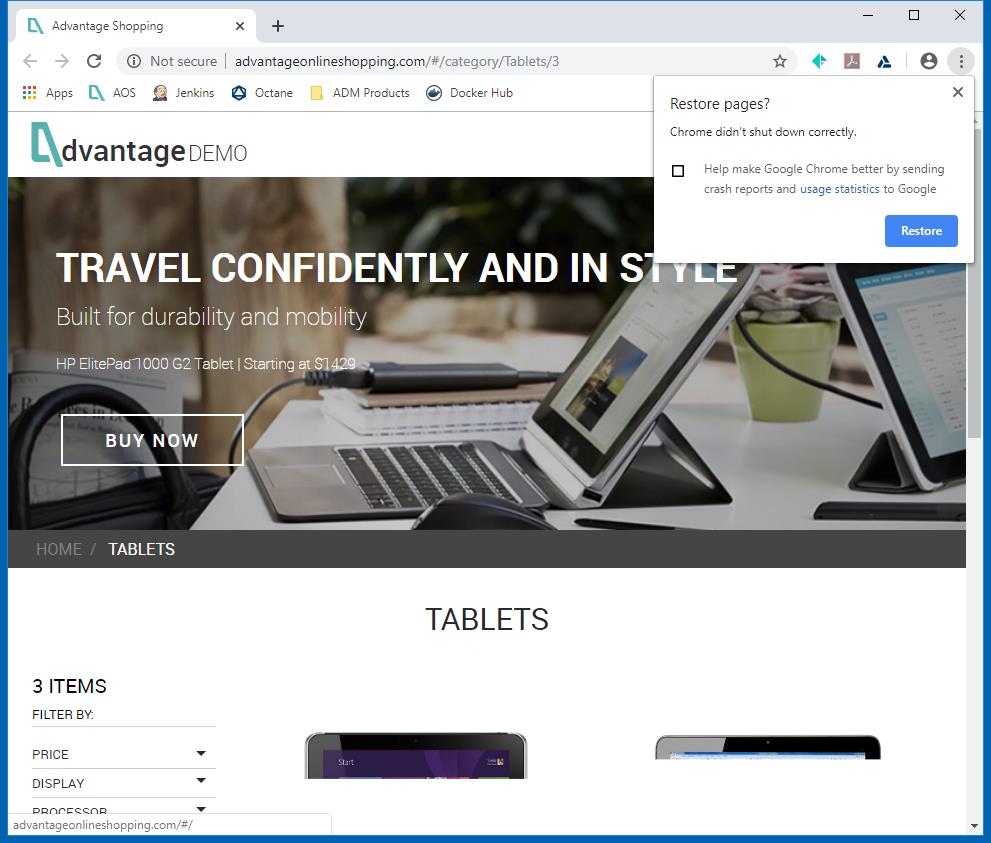 Advantage Shopping
Not secure advantageonlineshopping.com/#/category/Tablets/3
Apps AOS Jenkins Octane ADM Products Docker Hub
Restore pages?
Chrome didn't shut down correctly.
Help make Google Chrome better by sending
crash reports and usage statistics to Google
Restore
dvantage DEMO
TRAVEL CONFIDENTLY AND IN STYLE
Built for durability and mobility
HP ElitePad 1000 G2 Tablet | Starting at $1429
BUY NOW
HOME / TABLETS
TABLETS
3 ITEMS
FILTER BY:
PRICE
DISPLAY
PROCESSOR
Start
advantageonlineshopping.com/#/